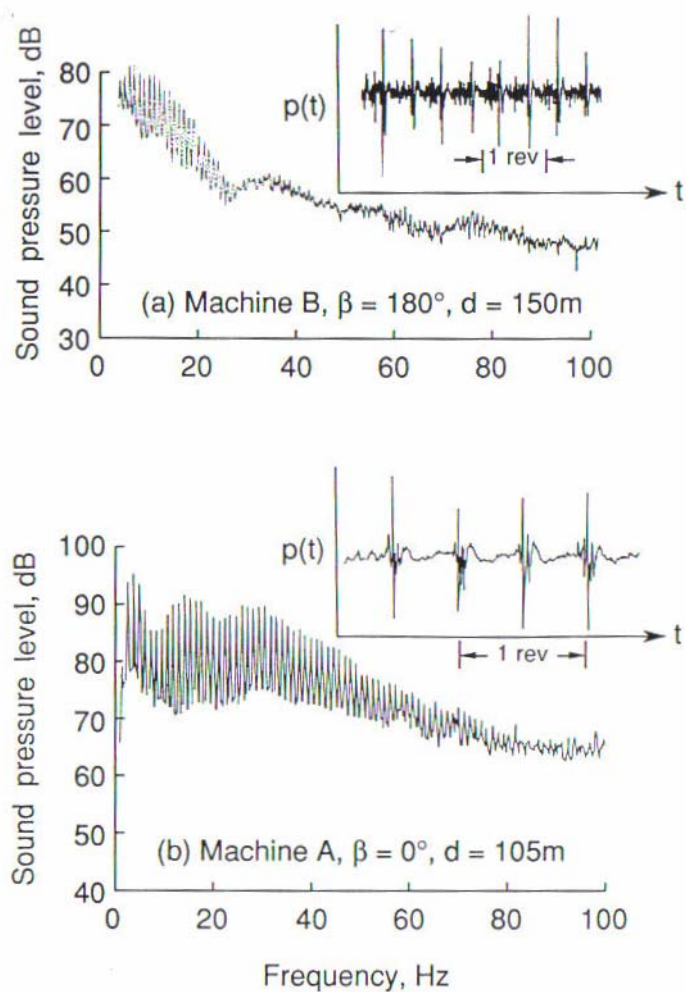 Sound pressure level, dB
80
70
60
50
40
30
p(t)
1 rev
t
(a) Machine B, β = 180°, d = 150m
0 20 40 60 80 100
Sound pressure level, dB
100
90
80
70
60
50
40
p(t)
1 rev
t
(b) Machine A, β = 0°, d = 105m
0 20 40 60 80 100
Frequency, Hz